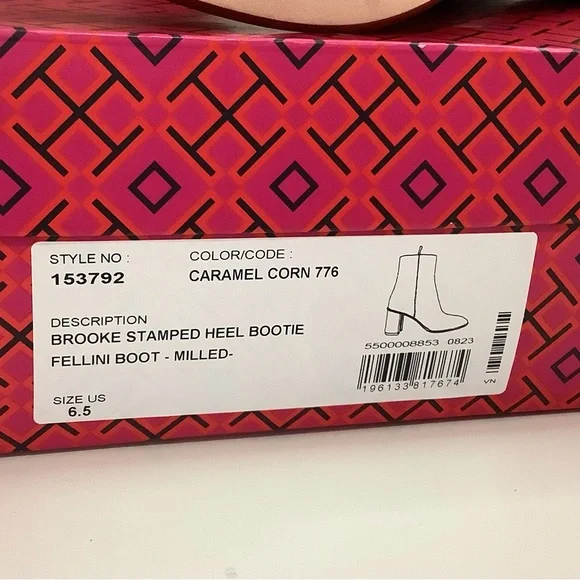 STYLE NO :
153792
COLOR/CODE :
CARAMEL CORN 776
DESCRIPTION
BROOKE STAMPED HEEL BOOTIE
FELLINI BOOT - MILLED-
SIZE US
6.5
5500008853 0823
196133817674
VN